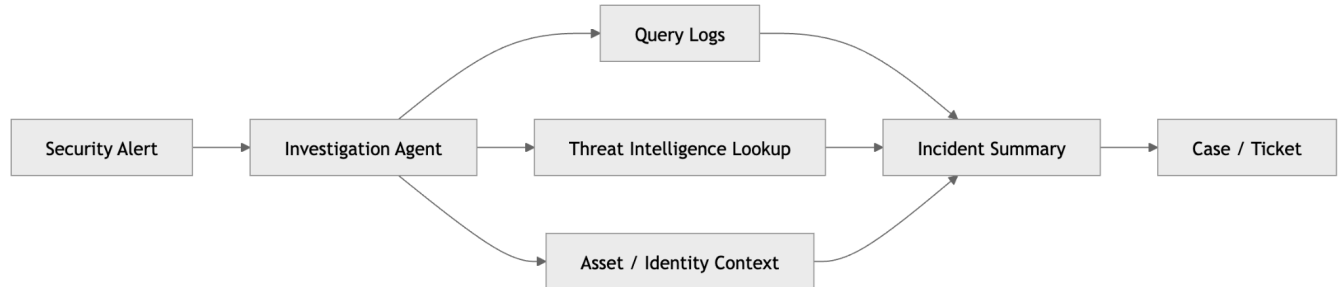 Query Logs
Security Alert
Investigation Agent
Threat Intelligence Lookup
Incident Summary
Case / Ticket
Asset / Identity Context